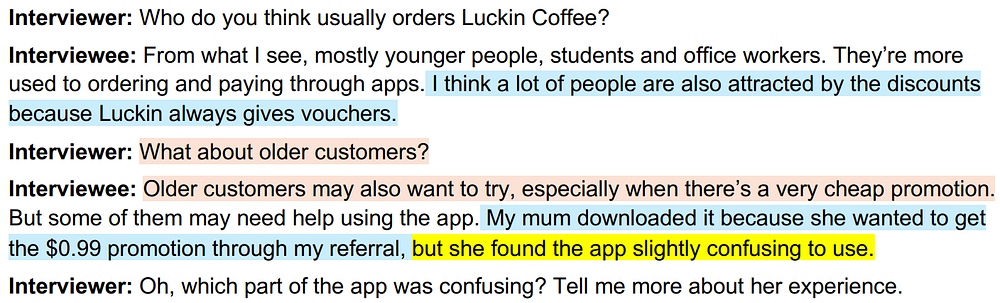 Interviewer: Who do you think usually orders Luckin Coffee?
Interviewee: From what I see, mostly younger people, students and office workers. They’re more
used to ordering and paying through apps. I think a lot of people are also attracted by the discounts
because Luckin always gives vouchers.
Interviewer: What about older customers?
Interviewee: Older customers may also want to try, especially when there’s a very cheap promotion.
But some of them may need help using the app. My mum downloaded it because she wanted to get
the $0.99 promotion through my referral, but she found the app slightly confusing to use.
Interviewer: Oh, which part of the app was confusing? Tell me more about her experience.